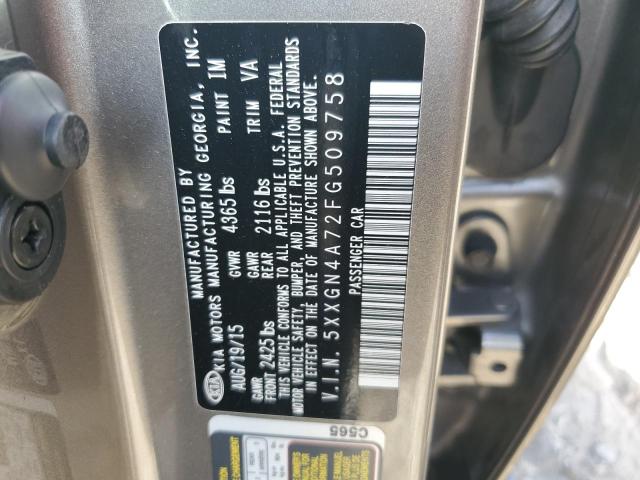 MANUFACTURED BY
KIA KIA MOTORS MANUFACTURING GEORGIA, INC.
AUG/19/15 GVWR 4365 lbs PAINT IM
GAWR FRONT 2425 lbs GAWR REAR 2116 lbs TRIM VA
THIS VEHICLE CONFORMS TO ALL APPLICABLE U.S.A. FEDERAL
MOTOR VEHICLE SAFETY, BUMPER, AND THEFT PREVENTION STANDARDS
IN EFFECT ON THE DATE OF MANUFACTURE SHOWN ABOVE.
V.I.N. 5XXGN4A72FG509758
PASSENGER CAR
C565